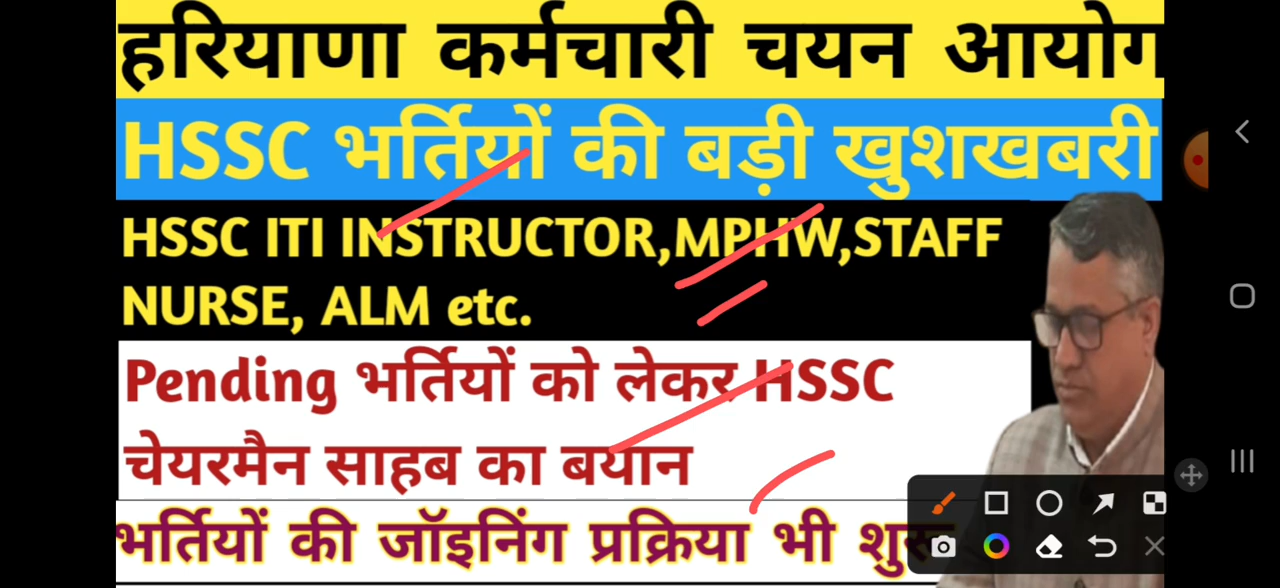 हरियाणा कर्मचारी चयन आयोग
HSSC भर्तियों की बड़ी खुशखबरी
HSSC ITI INSTRUCTOR,MPHW,STAFF
NURSE, ALM etc.
Pending भर्तियों को लेकर HSSC
चेयरमैन साहब का बयान
भर्तियों की जॉइनिंग प्रक्रिया भी शुरू